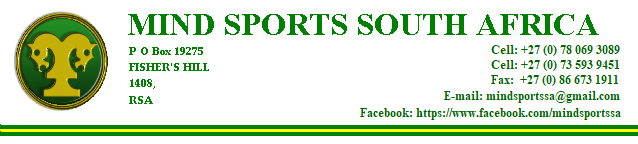 MIND SPORTS SOUTH AFRICA
P O Box 19275
FISHER'S HILL
1408,
RSA
Cell: +27 (0) 78 069 3089
Cell: +27 (0) 73 593 9451
Fax: +27 (0) 86 673 1911
E-mail: mindsportssa@gmail.com
Facebook: https://www.facebook.com/mindsportssa